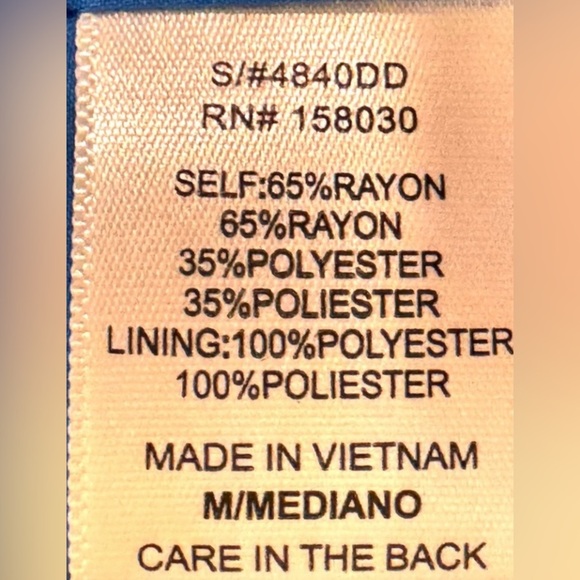 S/#4840DD
RN# 158030
SELF:65%RAYON
65%RAYON
35%POLYESTER
35%POLIESTER
LINING:100%POLYESTER
100%POLIESTER
MADE IN VIETNAM
M/MEDIANO
CARE IN THE BACK